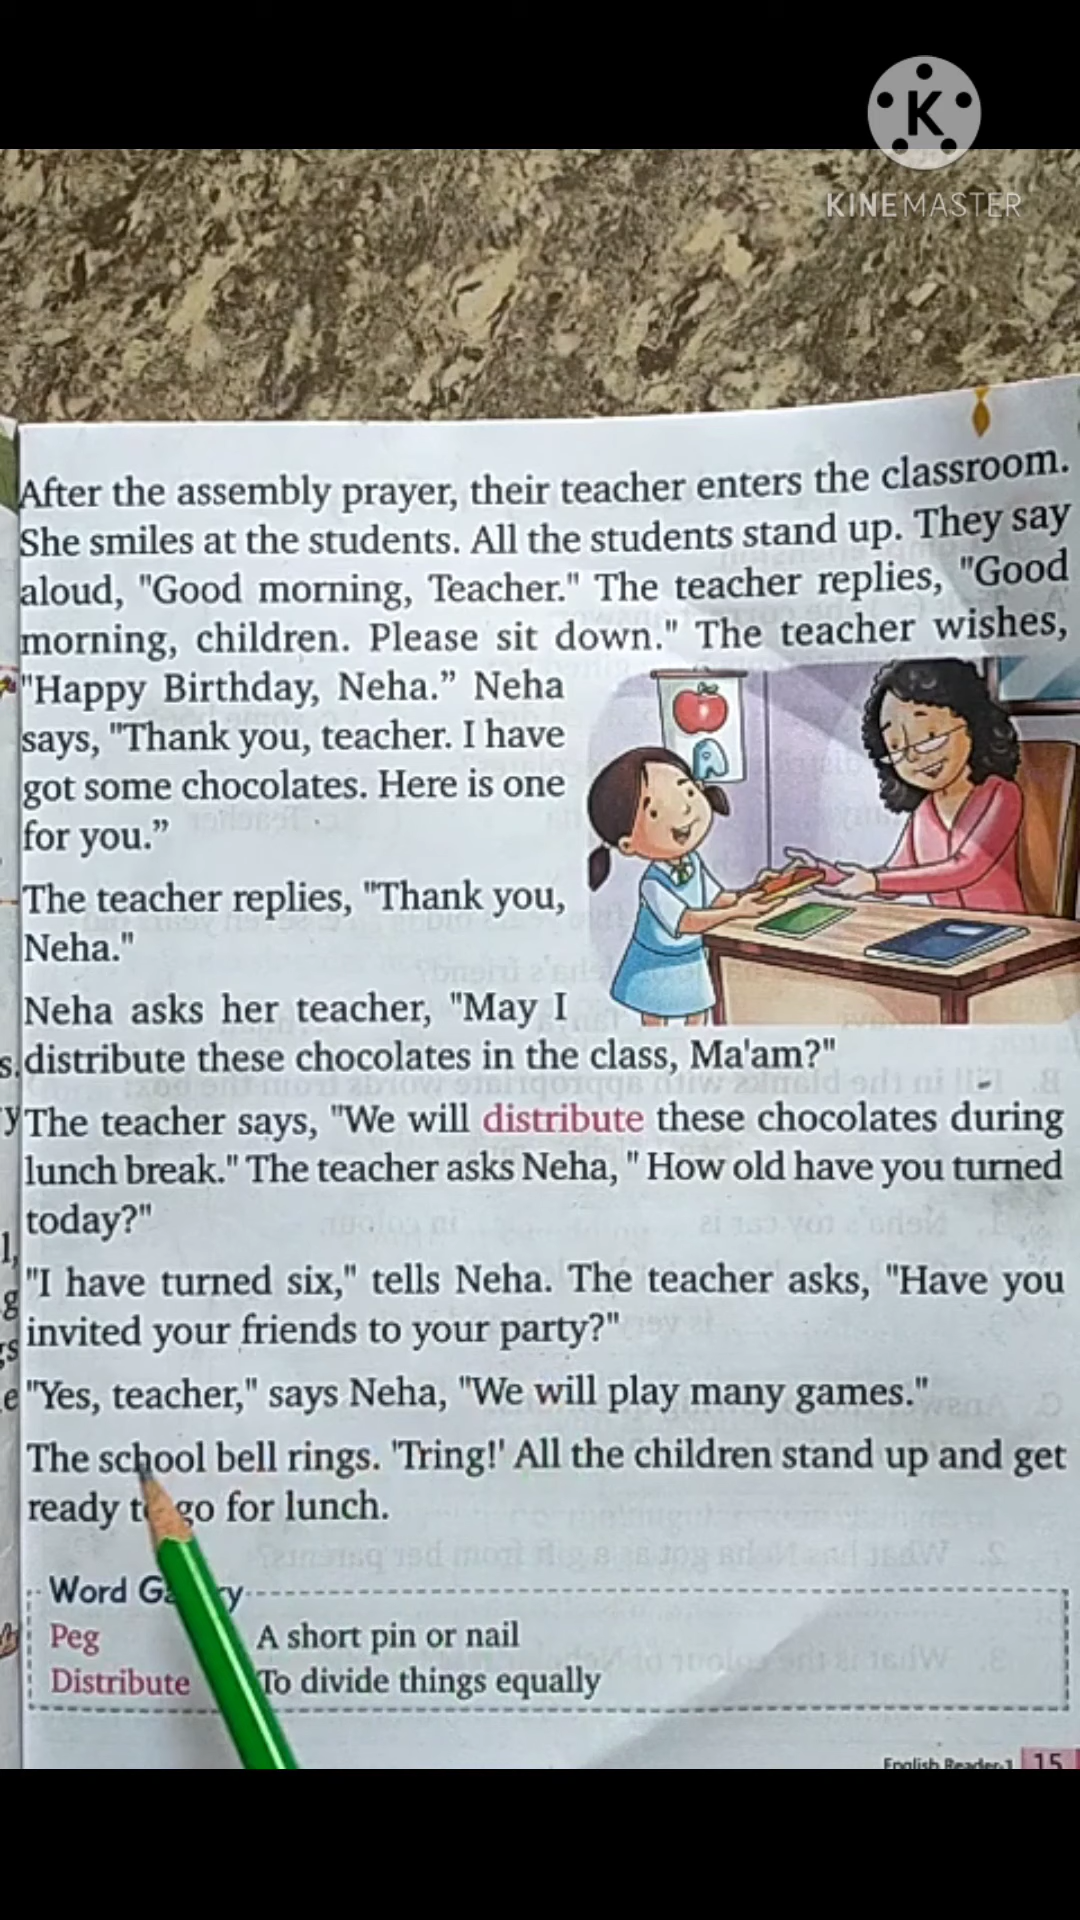 K
KINEMASTER
After the assembly prayer, their teacher enters the classroom.
She smiles at the students. All the students stand up. They say
aloud, "Good morning, Teacher." The teacher replies, "Good
morning, children. Please sit down." The teacher wishes,
"Happy Birthday, Neha.” Neha
says, "Thank you, teacher. I have
got some chocolates. Here is one
for you.”
The teacher replies, "Thank you,
Neha."
Neha asks her teacher, "May I
distribute these chocolates in the class, Ma'am?"
The teacher says, "We will distribute these chocolates during
lunch break." The teacher asks Neha, " How old have you turned
today?"
"I have turned six," tells Neha. The teacher asks, "Have you
invited your friends to your party?"
"Yes, teacher," says Neha, "We will play many games."
The school bell rings. 'Tring!' All the children stand up and get
ready to go for lunch.
Word
Peg A short pin or nail
Distribute To divide things equally
English Reader-1 15